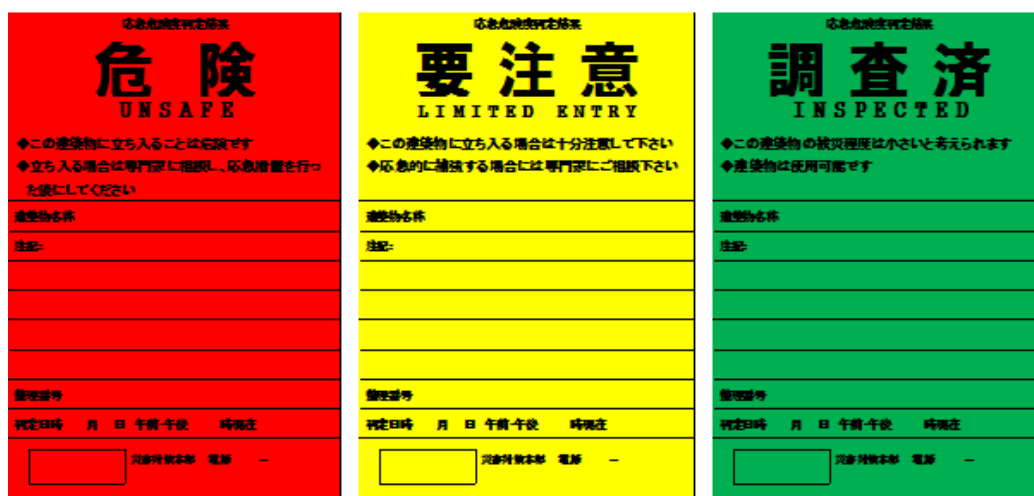 応急危険度判定結果
危 険
UNSAFE
◆この建築物に立ち入ることは危険です
◆立ち入る場合は専門家に相談し、応急措置を行っ
た後にしてください
建築物名称
注記:
整理番号
判定日時 月 日 午前・午後 時現在
災害対策本部 電話 ー
応急危険度判定結果
要 注 意
LIMITED ENTRY
◆この建築物に立ち入る場合は十分注意して下さい
◆応急的に補強する場合には専門家にご相談下さい
建築物名称
注記:
整理番号
判定日時 月 日 午前・午後 時現在
災害対策本部 電話 ー
応急危険度判定結果
調 査 済
INSPECTED
◆この建築物の被災程度は小さいと考えられます
◆建築物は使用可能です
建築物名称
注記:
整理番号
判定日時 月 日 午前・午後 時現在
災害対策本部 電話 ー